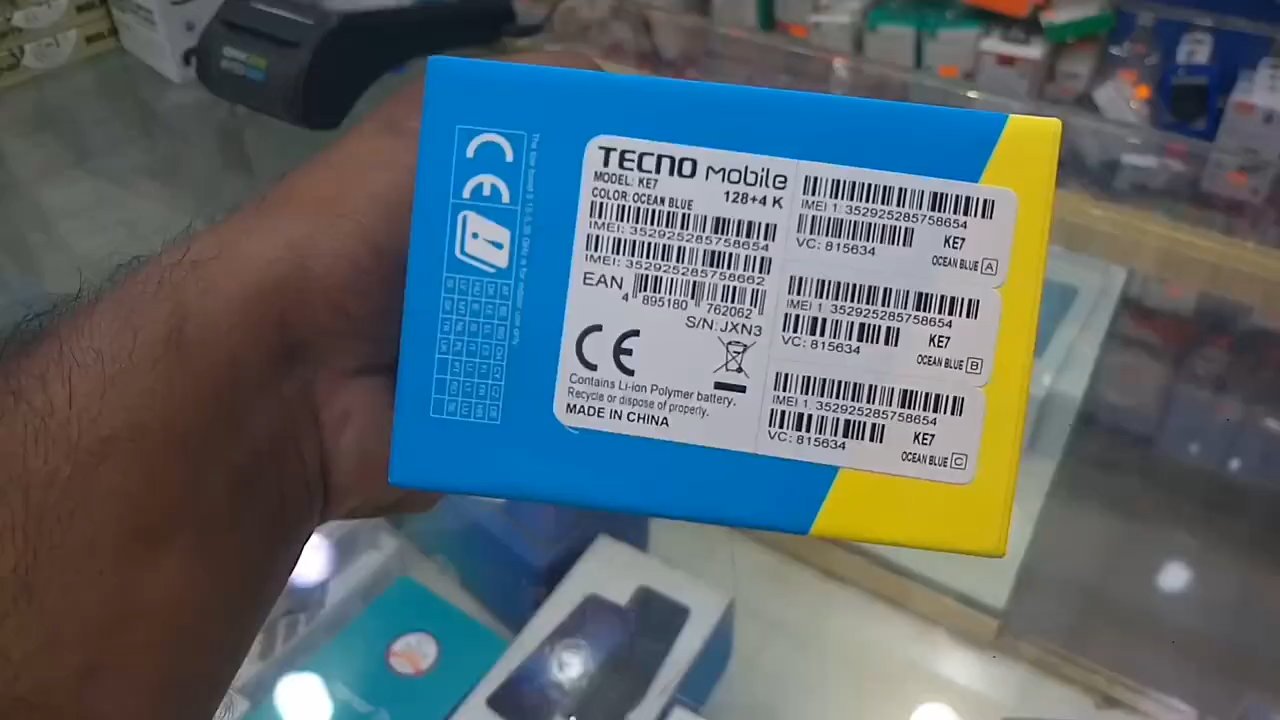 TECNO mobile
MODEL: KE7
COLOR: OCEAN BLUE
128+4 K
IMEI: 352925285758654
IMEI: 352925285758662
EAN
4 895180 762062
S/N: JXN3
CE
Contains Li-ion Polymer battery.
Recycle or dispose of properly.
MADE IN CHINA
IMEI 1: 352925285758654
VC: 815634
KE7
OCEAN BLUE A
IMEI 1: 352925285758654
VC: 815634
KE7
OCEAN BLUE B
IMEI 1: 352925285758654
VC: 815634
KE7
OCEAN BLUE C
CE